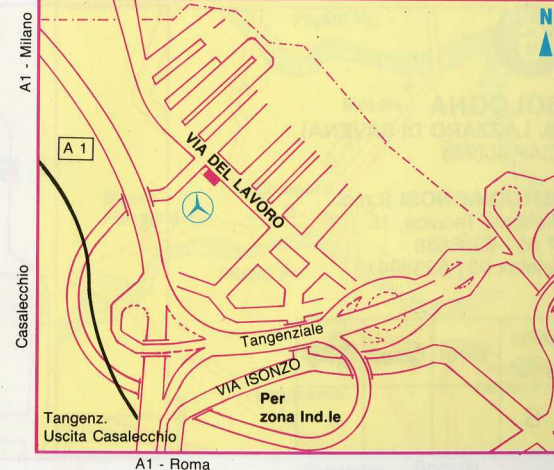 N
A1 - Milano
A 1
VIA DEL LAVORO
Casalecchio
Tangenziale
VIA ISONZO
Per
zona Ind.le
Tangenz.
Uscita Casalecchio
A1 - Roma